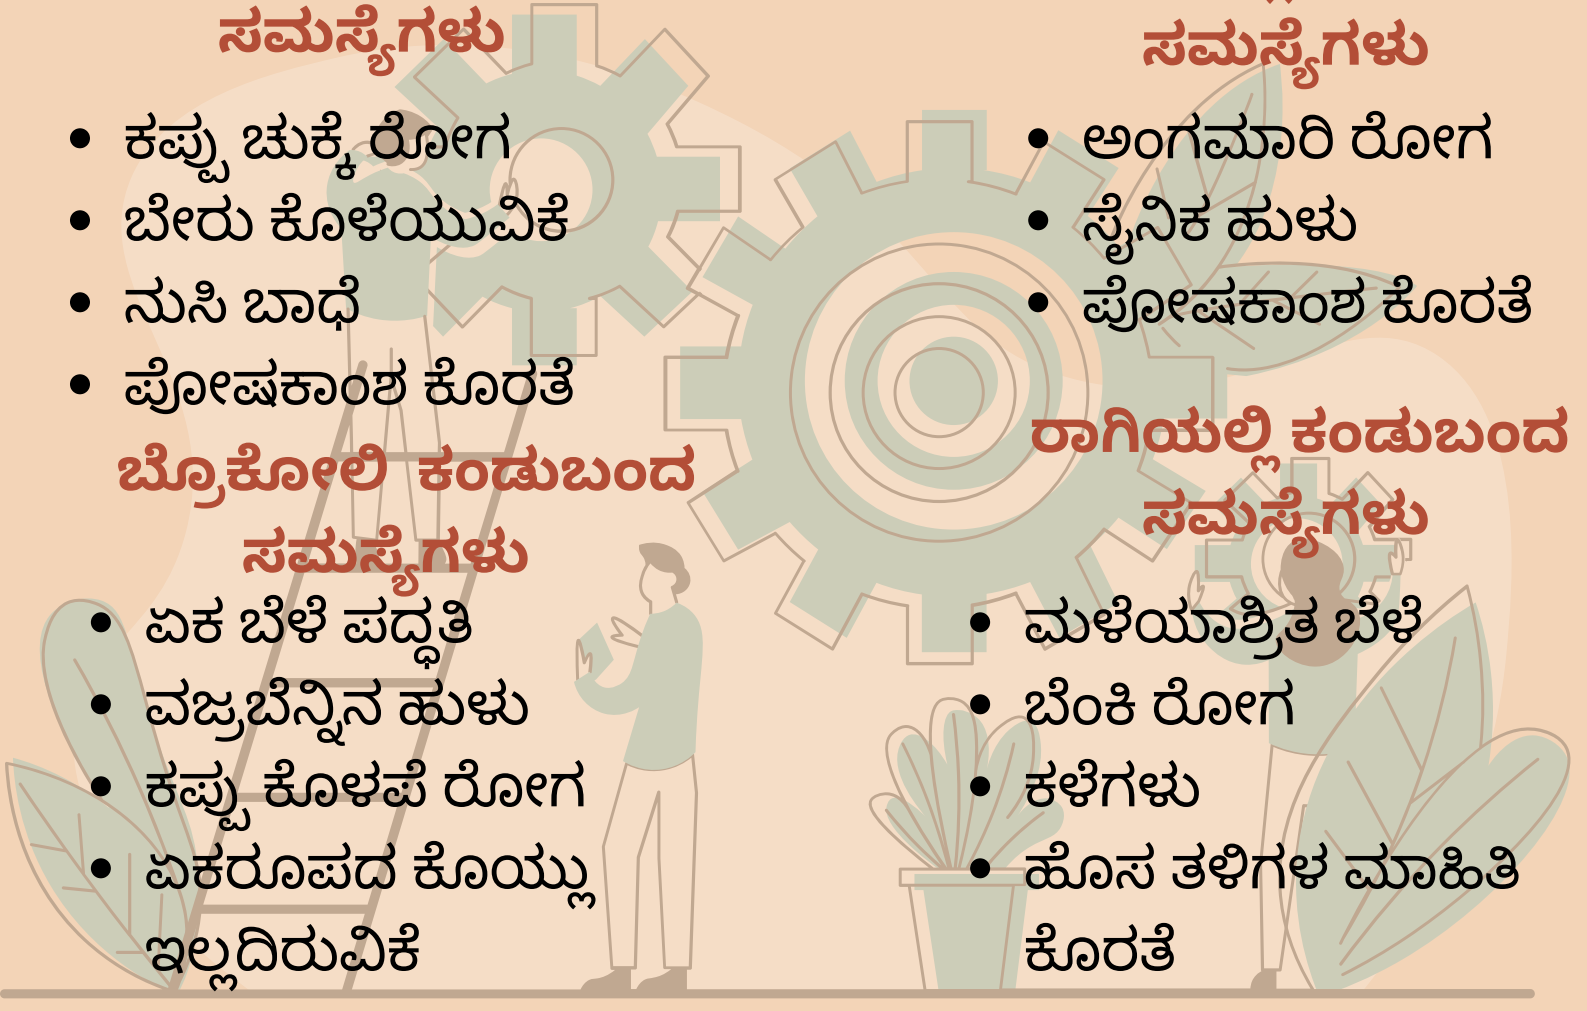 ಸಮಸ್ಯೆಗಳು
ಕಪ್ಪು ಚುಕ್ಕೆ ರೋಗ
ಬೇರು ಕೊಳೆಯುವಿಕೆ
ನುಸಿ ಬಾಧೆ
ಪೋಷಕಾಂಶ ಕೊರತೆ
ಬ್ರೊಕೋಲಿ ಕಂಡುಬಂದ
ಸಮಸ್ಯೆಗಳು
ಏಕ ಬೆಳೆ ಪದ್ಧತಿ
ವಜ್ರಬೆನ್ನಿನ ಹುಳು
ಕಪ್ಪು ಕೊಳಪೆ ರೋಗ
ಏಕರೂಪದ ಕೊಯ್ಲು
ಇಲ್ಲದಿರುವಿಕೆ
ಸಮಸ್ಯೆಗಳು
ಅಂಗಮಾರಿ ರೋಗ
ಸೈನಿಕ ಹುಳು
ಪೋಷಕಾಂಶ ಕೊರತೆ
ರಾಗಿಯಲ್ಲಿ ಕಂಡುಬಂದ
ಸಮಸ್ಯೆಗಳು
ಮಳೆಯಾಶ್ರಿತ ಬೆಳೆ
ಬೆಂಕಿ ರೋಗ
ಕಳೆಗಳು
ಹೊಸ ತಳಿಗಳ ಮಾಹಿತಿ
ಕೊರತೆ